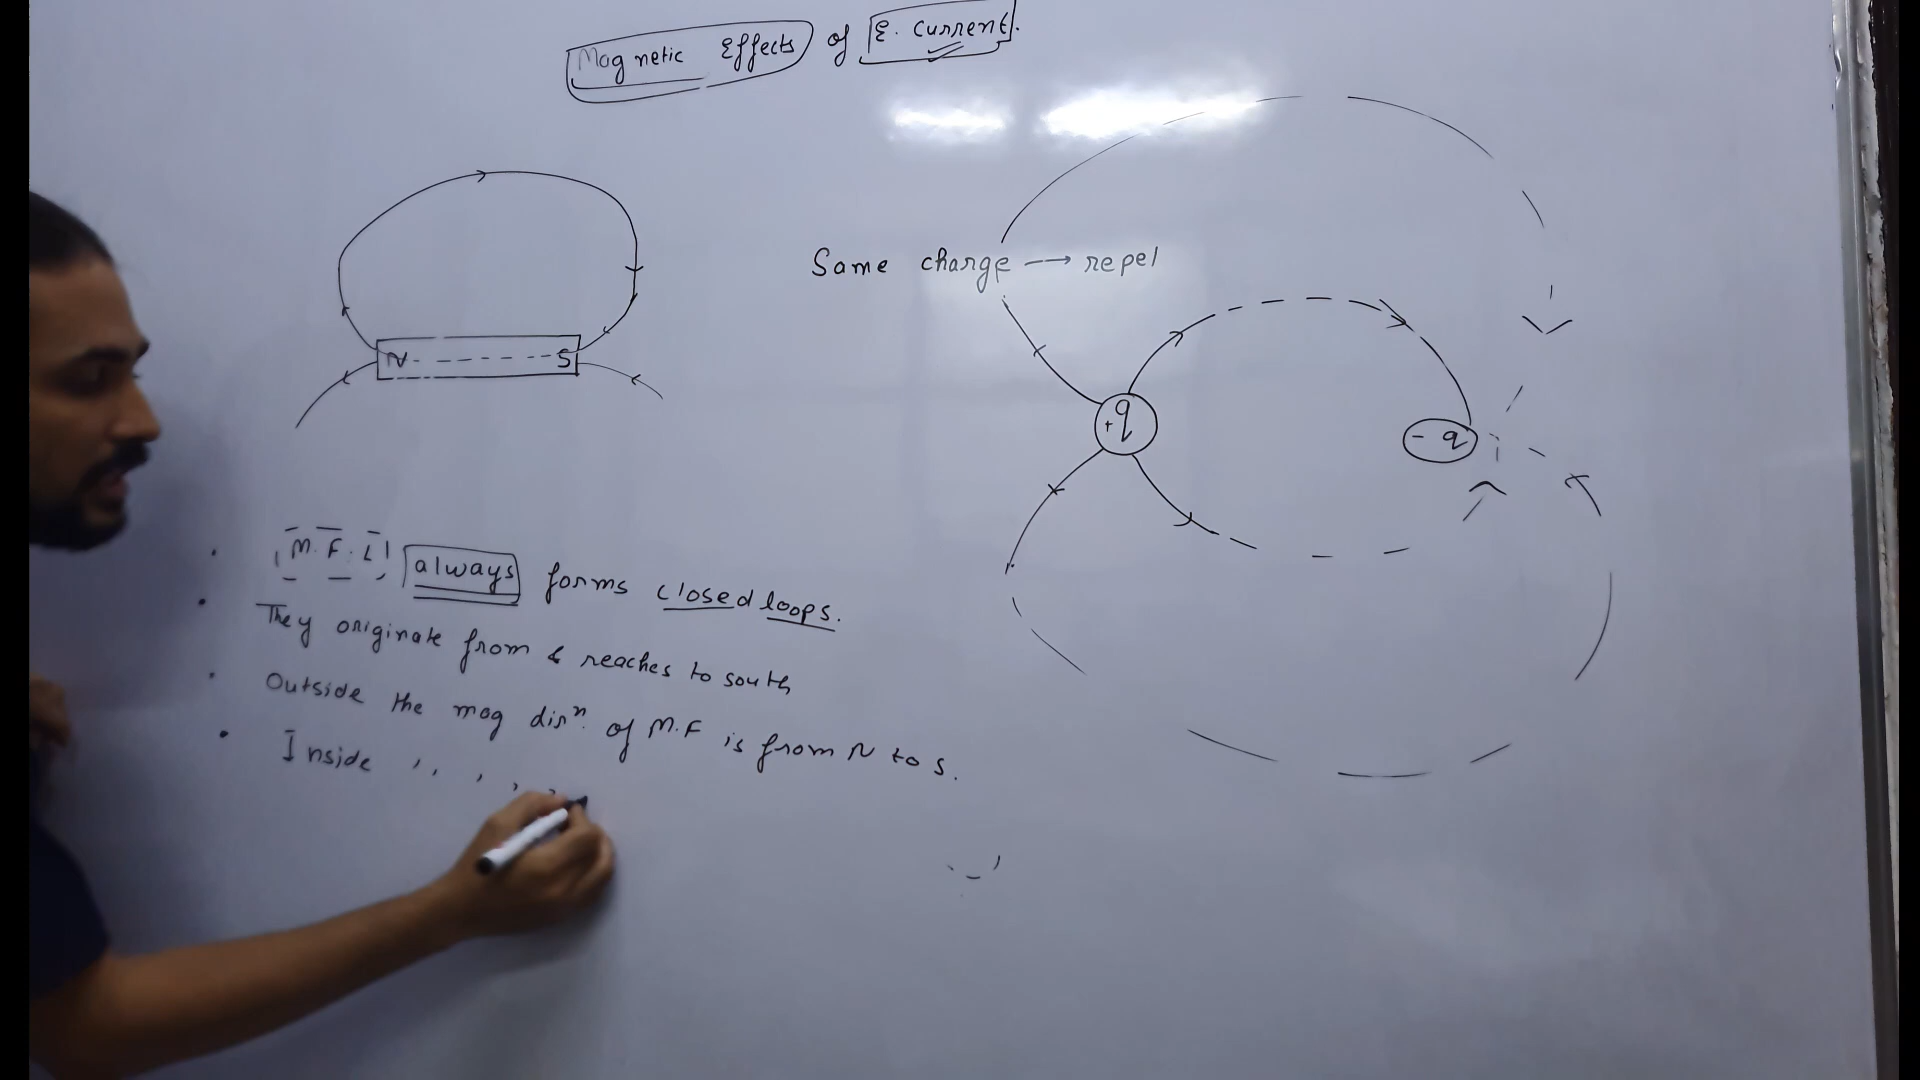 Magnetic Effects of E. Current.
N S
Same charge → repel
+q
- q
M.F.L always forms closed loops.
They originate from & reaches to south
Outside the mag dirⁿ. of M.F is from N to S.
Inside , , , , ,